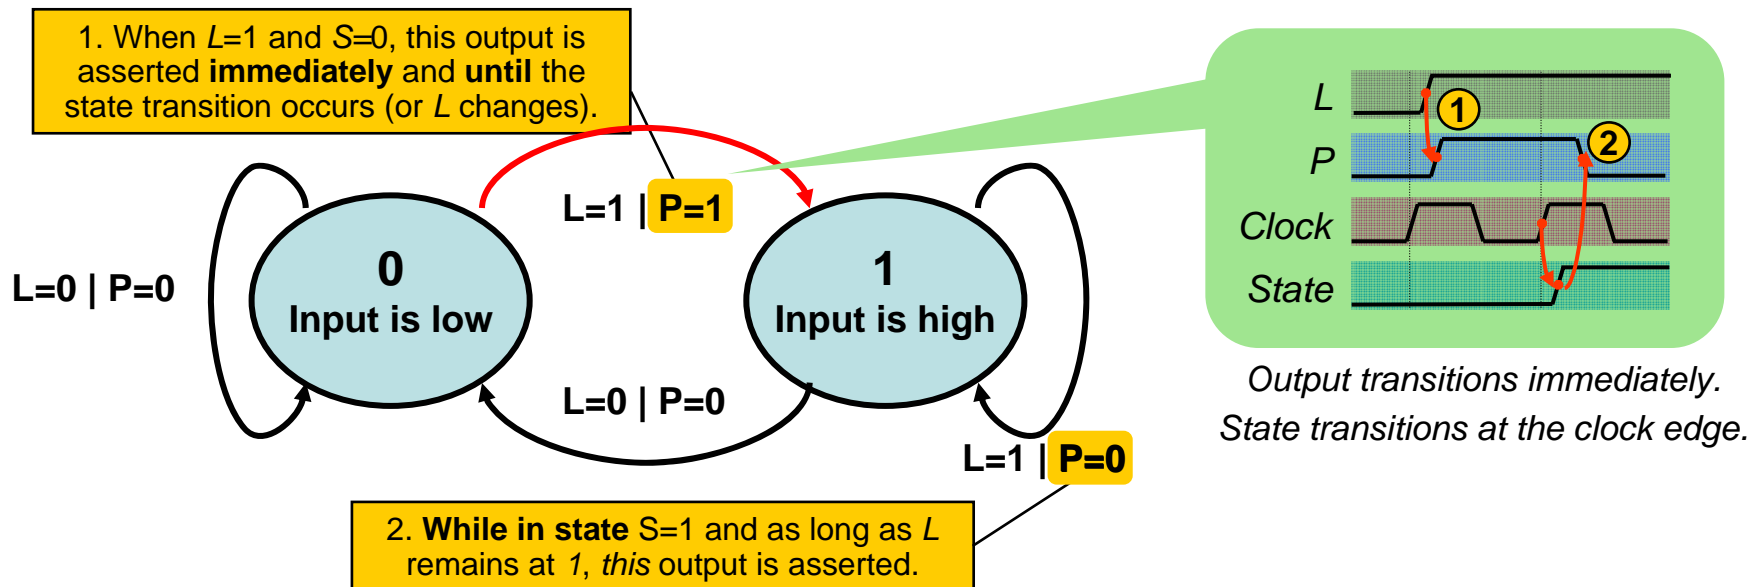 1. When L=1 and S=0, this output is
asserted immediately and until the
state transition occurs (or L changes).
L=1 | P=1
L=0 | P=0
0
Input is low
1
Input is high
L=0 | P=0
L=1 | P=0
2. While in state S=1 and as long as L
remains at 1, this output is asserted.
L
1
P
2
Clock
State
Output transitions immediately.
State transitions at the clock edge.